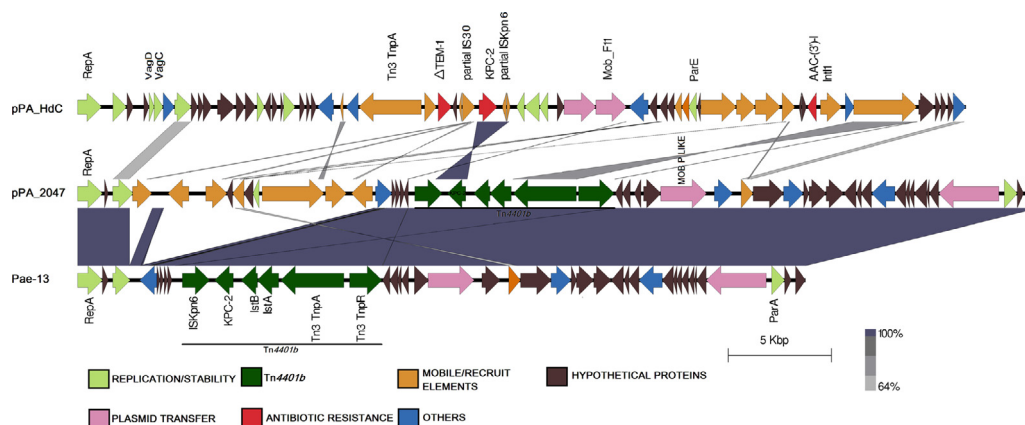 RepA
VagD
VagC
Tn3 TnpA
ΔTEM-1
partial IS30
KPC-2
partial ISKpn6
Mob_F11
ParE
AAC-(3')-I
IntI1
pPA_HdC
RepA
MOB P LIKE
pPA_2047
Tn4401b
Pae-13
RepA
ISKpn6
KPC-2
IstB
IstA
Tn3 TnpA
Tn3 TnpR
ParA
Tn4401b
5 Kbp
100%
64%
REPLICATION/STABILITY
Tn4401b
MOBILE/RECRUIT
ELEMENTS
HYPOTHETICAL PROTEINS
PLASMID TRANSFER
ANTIBIOTIC RESISTANCE
OTHERS